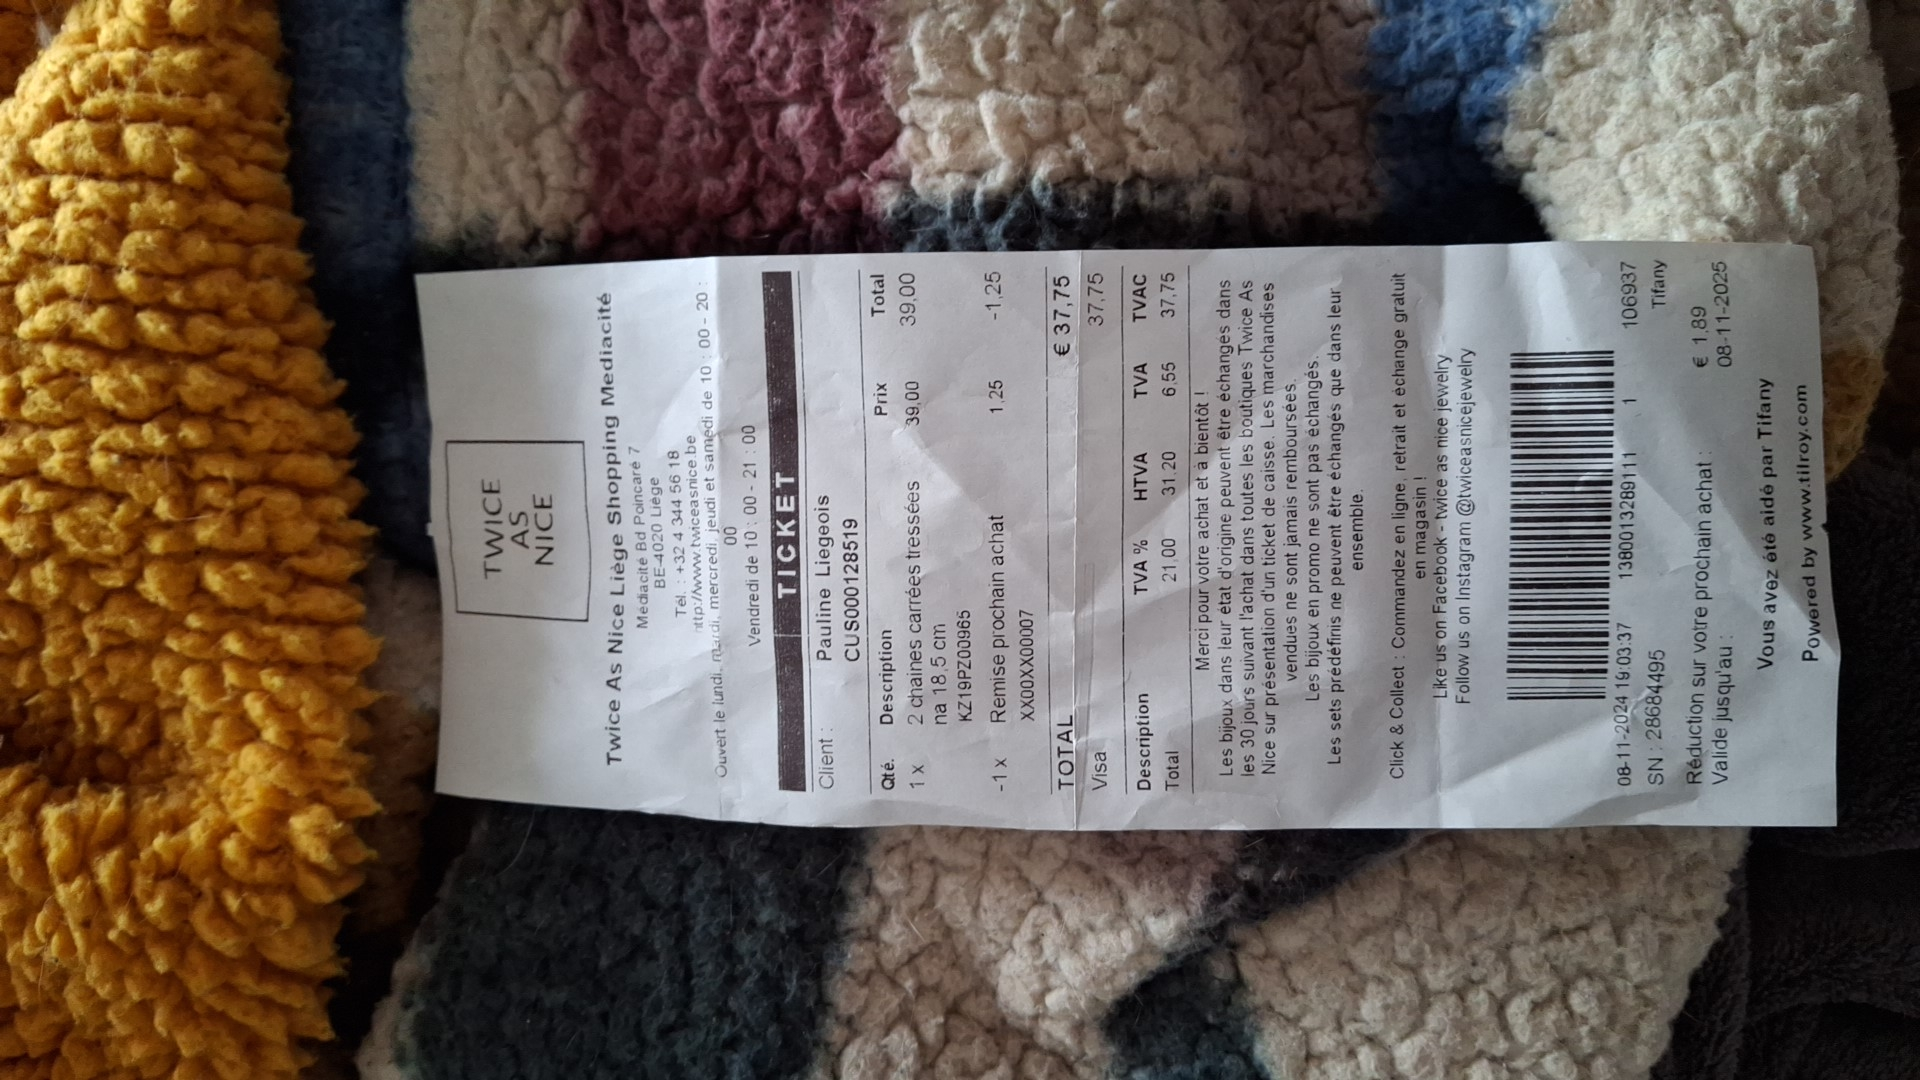 TWICE
AS
NICE
Twice As Nice Liège Shopping Mediacité
Médiacité Bd Poincaré 7
BE-4020 Liège
Tél. : +32 4 344 56 18
http://www.twiceasnice.be
Ouvert le lundi, mardi, mercredi, jeudi et samedi de 10 : 00 - 20 :
00
Vendredi de 10 : 00 - 21 : 00
TICKET
Client : Pauline Liegeois
CUS000128519
Qté. Description Prix Total
1 x 2 chaines carrées tressées 39,00 39,00
na 18,5 cm
KZ19PZ00965
-1 x Remise prochain achat 1,25 -1,25
XX00XX00007
TOTAL € 37,75
Visa 37,75
Description TVA % HTVA TVA TVAC
Total 21,00 31,20 6,55 37,75
Merci pour votre achat et à bientôt !
Les bijoux dans leur état d'origine peuvent être échangés dans
les 30 jours suivant l'achat dans toutes les boutiques Twice As
Nice sur présentation d'un ticket de caisse. Les marchandises
vendues ne sont jamais remboursées.
Les bijoux en promo ne sont pas échangés.
Les sets prédéfinis ne peuvent être échangés que dans leur
ensemble.
Click & Collect : Commandez en ligne, retrait et échange gratuit
en magasin !
Like us on Facebook - twice as nice jewelry
Follow us on Instagram @twiceasnicejewelry
08-11-2024 19:03:37 1380013289111 1 106937
SN : 28684495 Tifany
Réduction sur votre prochain achat : € 1,89
Valide jusqu'au : 08-11-2025
Vous avez été aidé par Tifany
Powered by www.tilroy.com